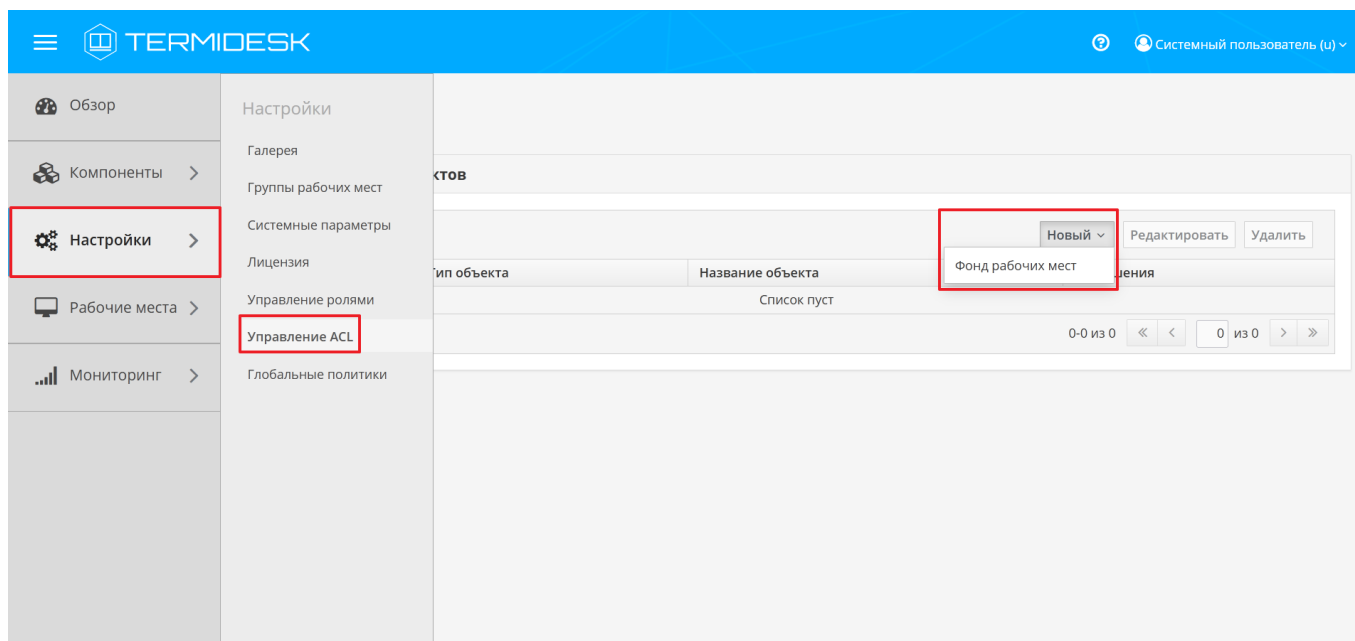 TERMIDESK
Системный пользователь (u)
Обзор
Компоненты
Настройки
Рабочие места
Мониторинг
Настройки
Галерея
Группы рабочих мест
Системные параметры
Лицензия
Управление ролями
Управление ACL
Глобальные политики
ктов
Новый
Редактировать
Удалить
Фонд рабочих мест
ип объекта
Название объекта
ения
Список пуст
0-0 из 0
0 из 0